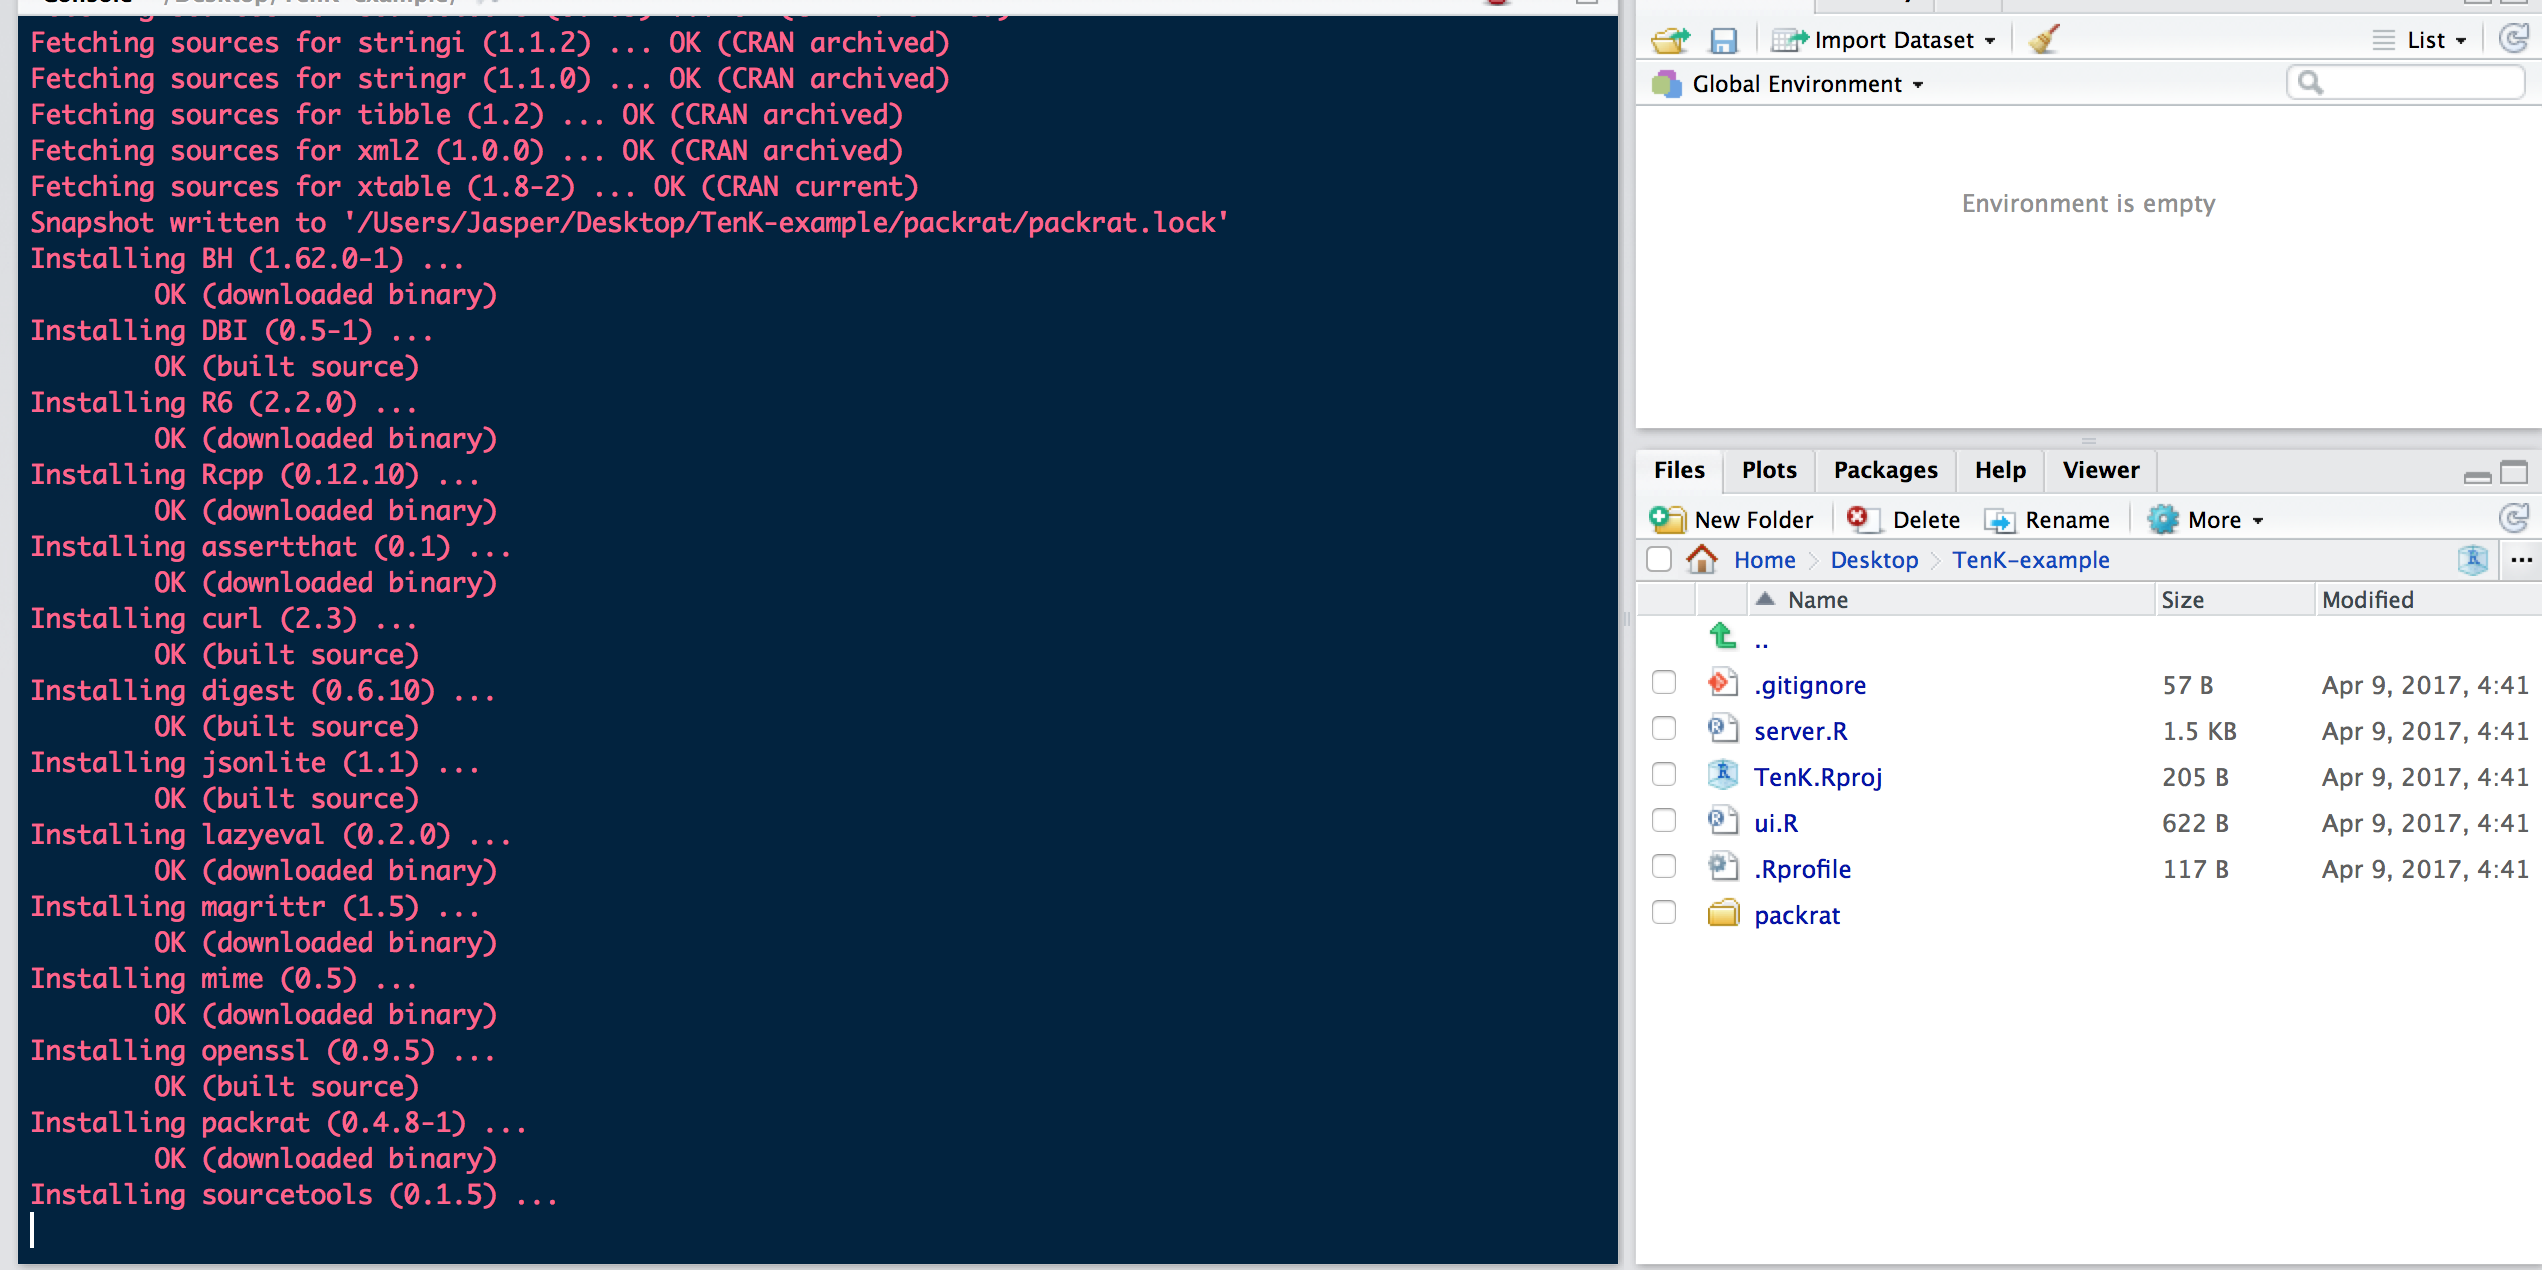 Fetching sources for stringi (1.1.2) ... OK (CRAN archived)
Fetching sources for stringr (1.1.0) ... OK (CRAN archived)
Fetching sources for tibble (1.2) ... OK (CRAN archived)
Fetching sources for xml2 (1.0.0) ... OK (CRAN archived)
Fetching sources for xtable (1.8-2) ... OK (CRAN current)
Snapshot written to '/Users/Jasper/Desktop/TenK-example/packrat/packrat.lock'
Installing BH (1.62.0-1) ...
OK (downloaded binary)
Installing DBI (0.5-1) ...
OK (built source)
Installing R6 (2.2.0) ...
OK (downloaded binary)
Installing Rcpp (0.12.10) ...
OK (downloaded binary)
Installing assertthat (0.1) ...
OK (downloaded binary)
Installing curl (2.3) ...
OK (built source)
Installing digest (0.6.10) ...
OK (built source)
Installing jsonlite (1.1) ...
OK (built source)
Installing lazyeval (0.2.0) ...
OK (downloaded binary)
Installing magrittr (1.5) ...
OK (downloaded binary)
Installing mime (0.5) ...
OK (downloaded binary)
Installing openssl (0.9.5) ...
OK (built source)
Installing packrat (0.4.8-1) ...
OK (downloaded binary)
Installing sourcetools (0.1.5) ...
Import Dataset List
Global Environment
Environment is empty
Files Plots Packages Help Viewer
New Folder Delete Rename More
Home Desktop TenK-example ...
Name Size Modified
..
.gitignore 57 B Apr 9, 2017, 4:41
server.R 1.5 KB Apr 9, 2017, 4:41
TenK.Rproj 205 B Apr 9, 2017, 4:41
ui.R 622 B Apr 9, 2017, 4:41
.Rprofile 117 B Apr 9, 2017, 4:41
packrat